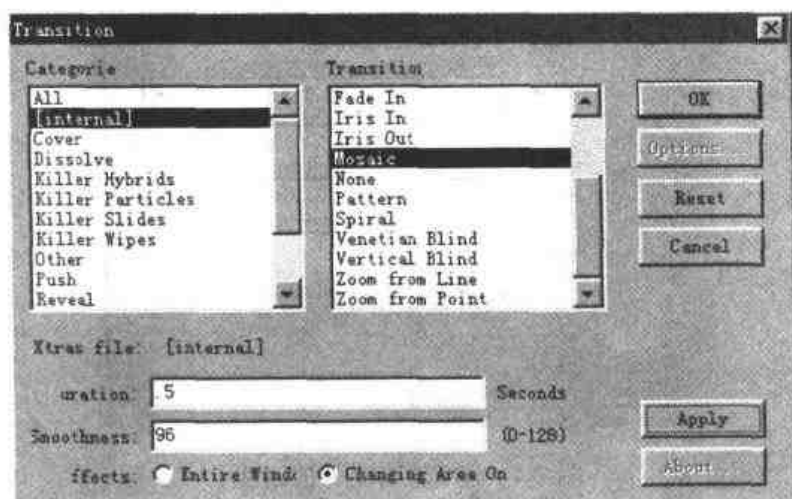 Transition
Categorie
All
[internal]
Cover
Dissolve
Killer Hybrids
Killer Particles
Killer Slides
Killer Wipes
Other
Push
Reveal
Transition
Fade In
Iris In
Iris Out
Mosaic
None
Pattern
Spiral
Venetian Blind
Vertical Blind
Zoom from Line
Zoom from Point
OK
Options...
Reset
Cancel
Xtras file: [internal]
uration: .5 Seconds
Smoothness: 96 (0-128)
ffects: Entire Windo Changing Area On
Apply
About...